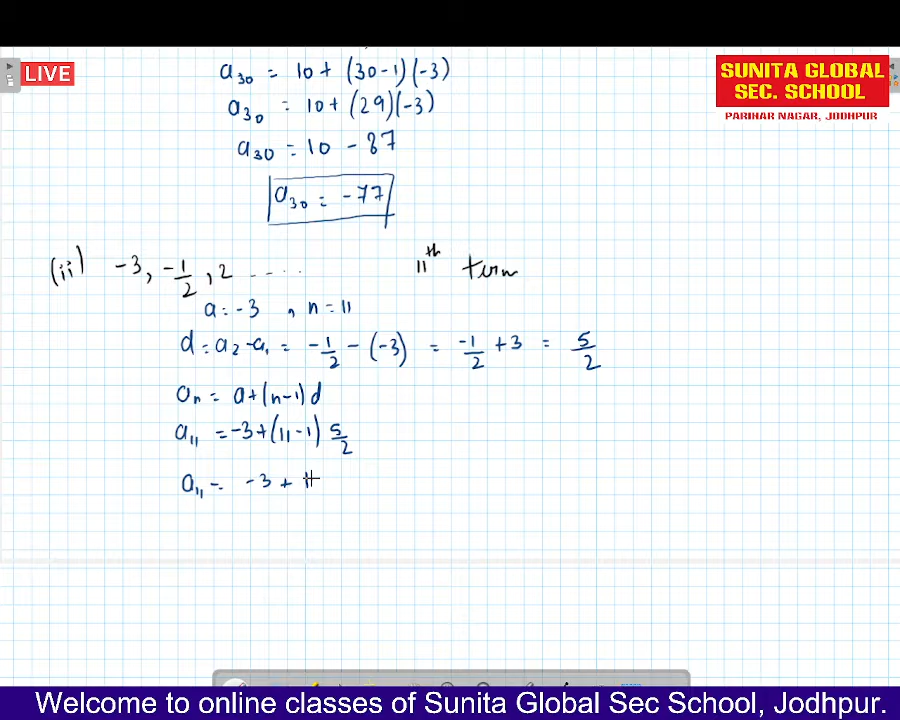 a₃₀ = 10 + (30-1)(-3)
LIVE
SUNITA GLOBAL
SEC. SCHOOL
PARIHAR NAGAR, JODHPUR
a₃₀ = 10 + (29)(-3)
a₃₀ = 10 - 87
a₃₀ = -77
(ii) -3, -1/2, 2 ..... 11th term
a = -3, n = 11
d = a₂ - a₁ = -1/2 - (-3) = -1/2 + 3 = 5/2
aₙ = a + (n-1) d
a₁₁ = -3 + (11-1) 5/2
a₁₁ = -3 +
Welcome to online classes of Sunita Global Sec School, Jodhpur.